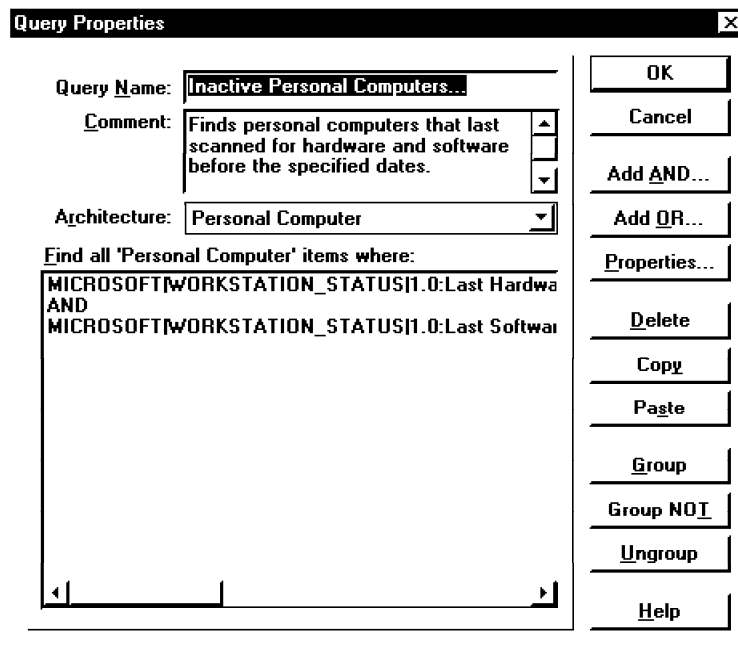 Query Properties
Query Name: Inactive Personal Computers...
Comment: Finds personal computers that last
scanned for hardware and software
before the specified dates.
Architecture: Personal Computer
Find all 'Personal Computer' items where:
MICROSOFT|WORKSTATION_STATUS|1.0:Last Hardwa
AND
MICROSOFT|WORKSTATION_STATUS|1.0:Last Softwar
OK
Cancel
Add AND...
Add OR...
Properties...
Delete
Copy
Paste
Group
Group NOT
Ungroup
Help